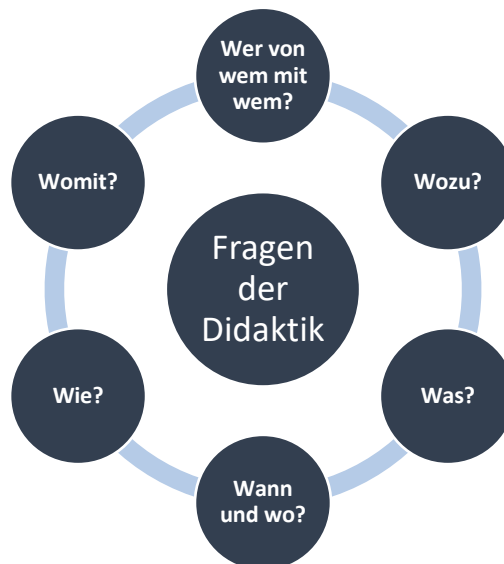 Wer von
wem mit
wem?
Womit?
Wozu?
Fragen
der
Didaktik
Wie?
Was?
Wann
und wo?